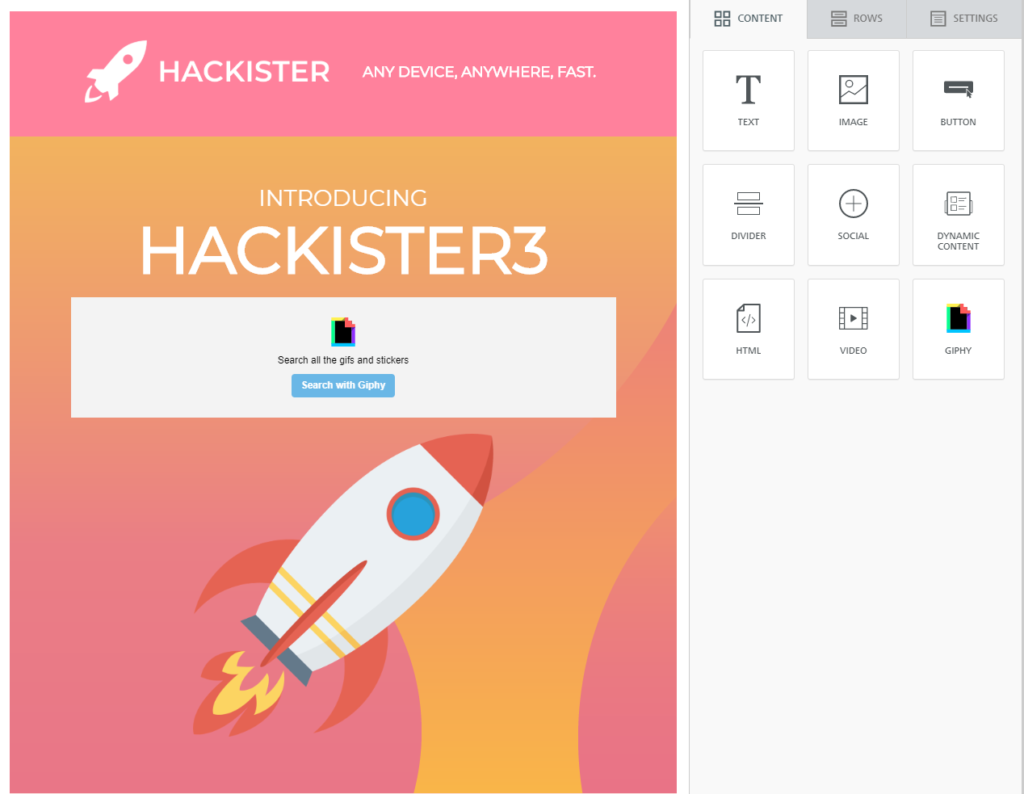 HACKISTER
ANY DEVICE, ANYWHERE, FAST.
INTRODUCING
HACKISTER3
Search all the gifs and stickers
Search with Giphy
CONTENT
ROWS
SETTINGS
TEXT
IMAGE
BUTTON
DIVIDER
SOCIAL
DYNAMIC
CONTENT
HTML
VIDEO
GIPHY